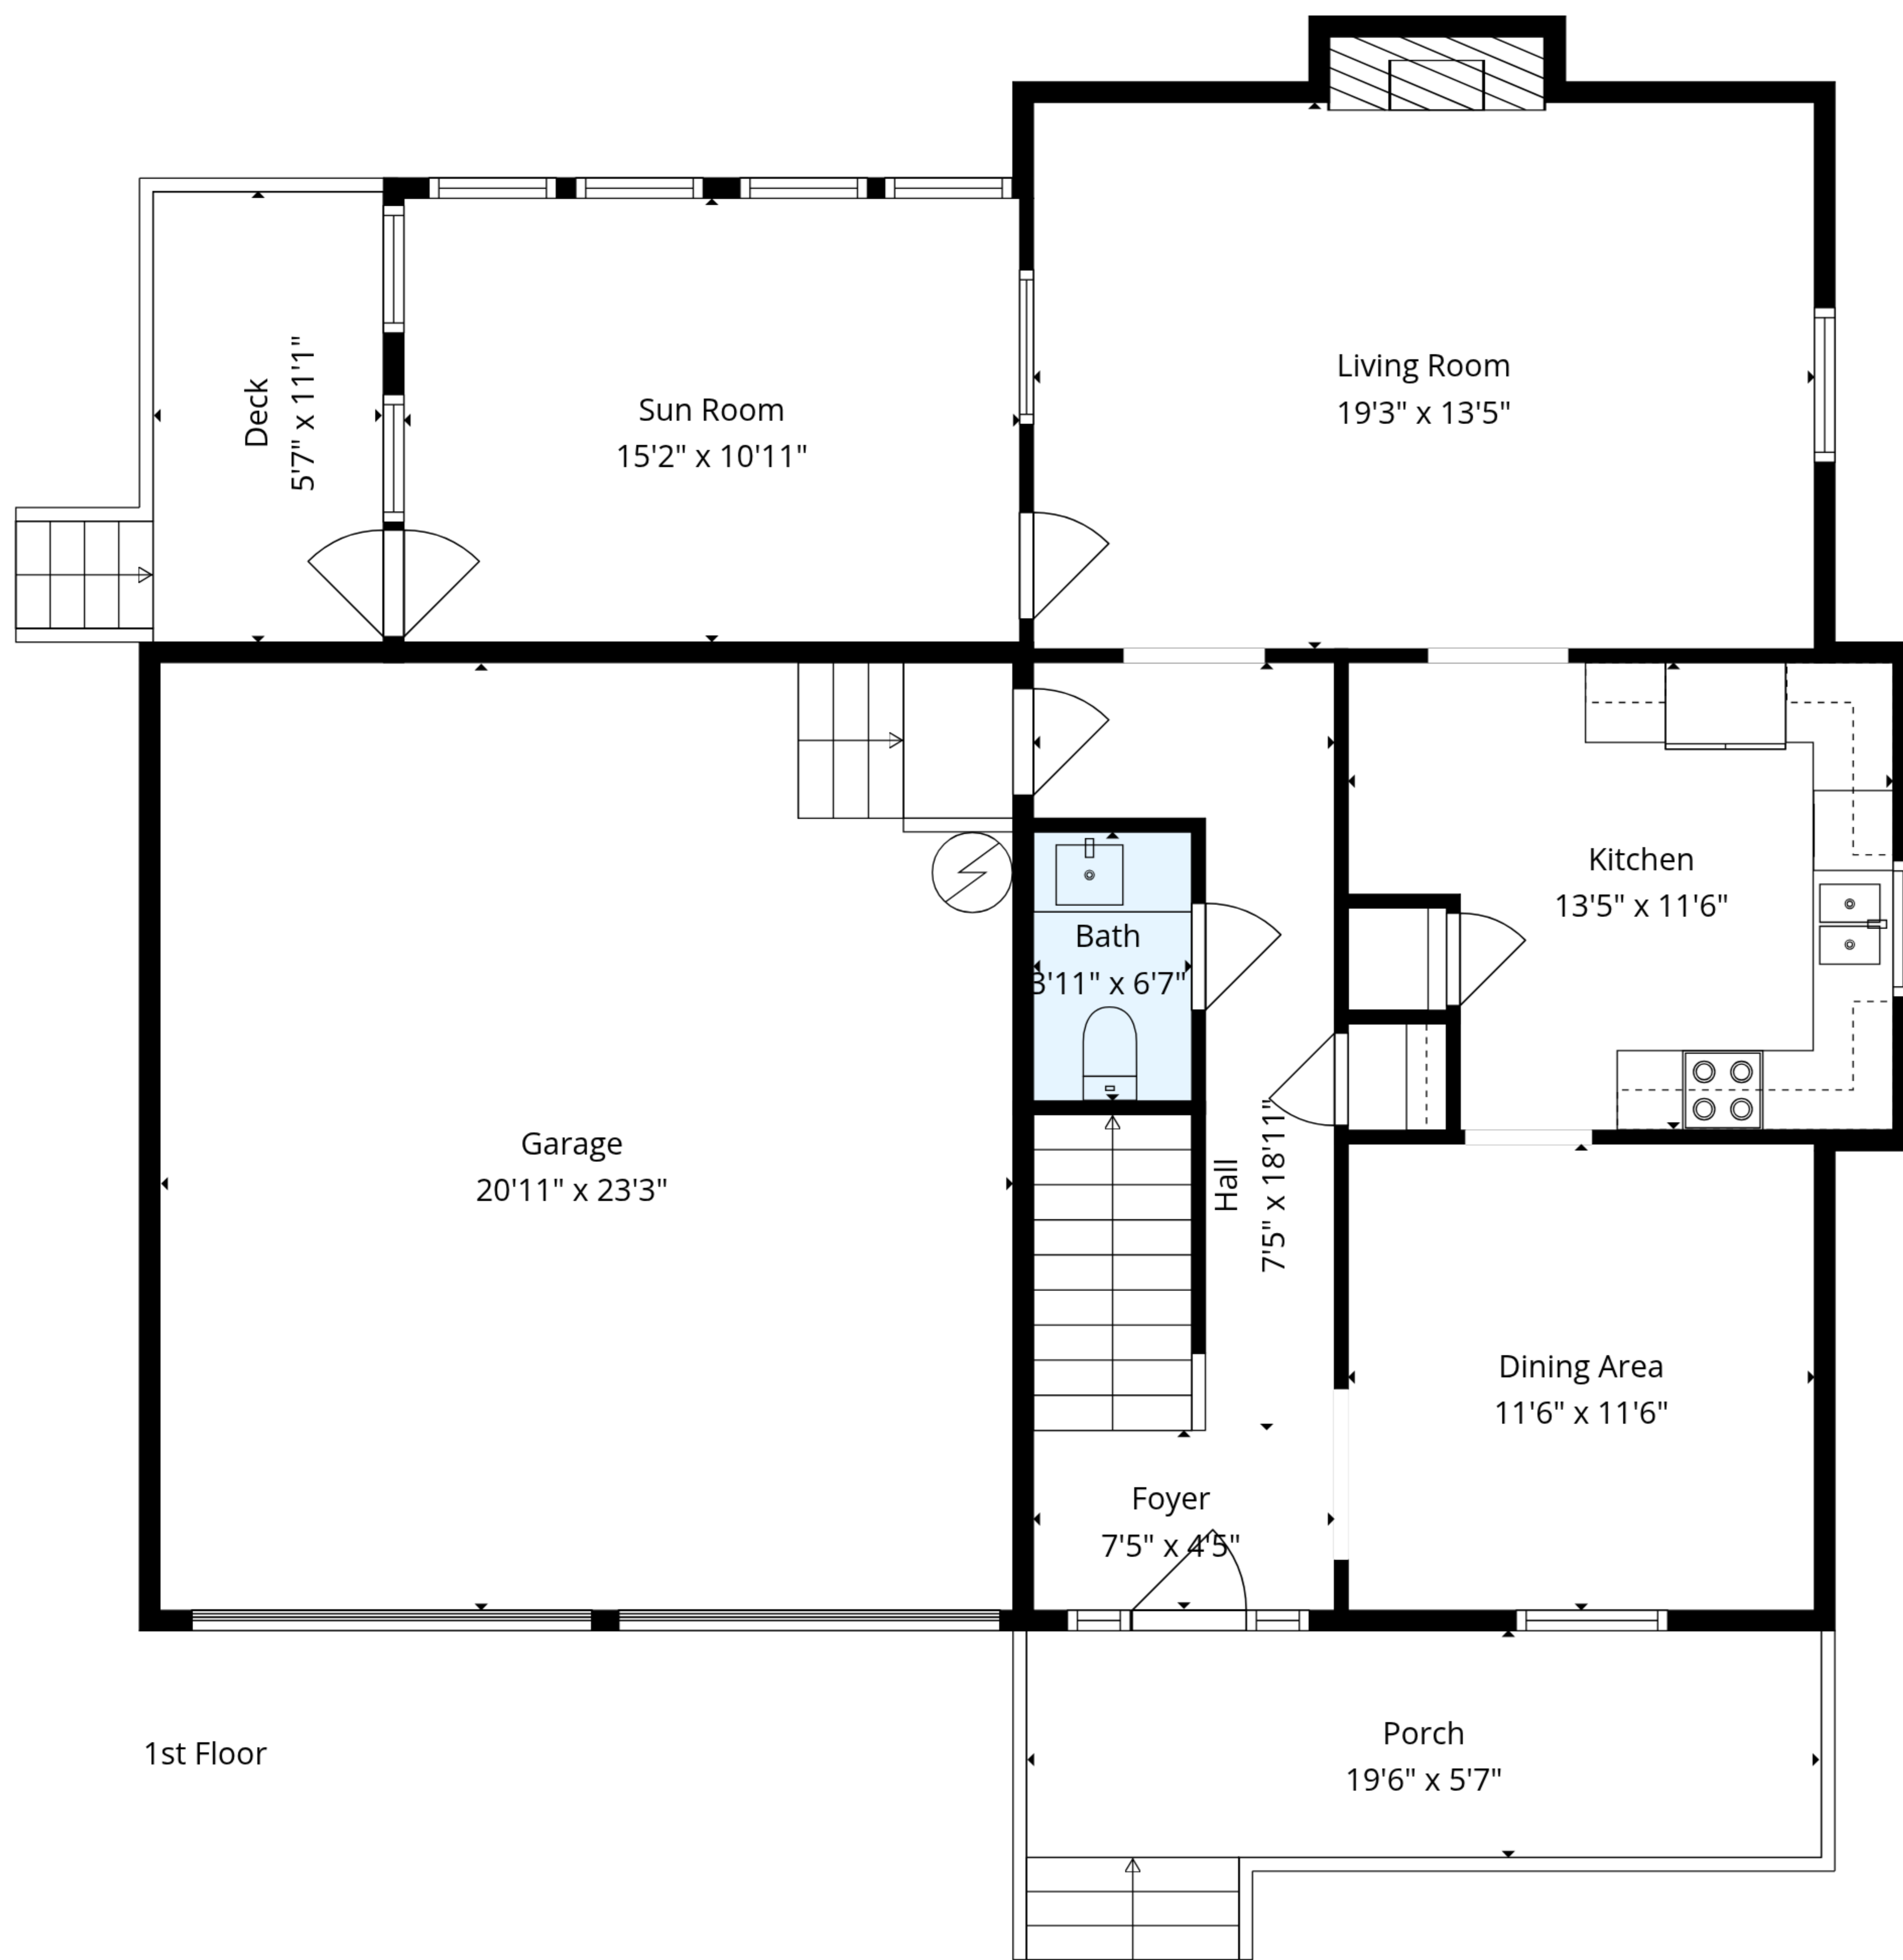 Living Room
19'3" x 13'5"
Deck
5'7" x 11'1"
Sun Room
15'2" x 10'11"
Kitchen
13'5" x 11'6"
Bath
3'11" x 6'7"
Garage
20'11" x 23'3"
Hall
7'5" x 18'11"
Dining Area
11'6" x 11'6"
Foyer
7'5" x 4'5"
Porch
19'6" x 5'7"
1st Floor